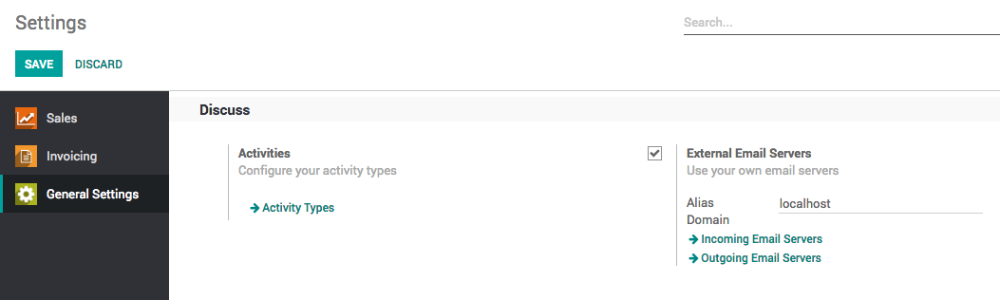 Settings
Search...
SAVE DISCARD
Sales
Invoicing
General Settings
Discuss
Activities
Configure your activity types
Activity Types
External Email Servers
Use your own email servers
Alias Domain
localhost
Incoming Email Servers
Outgoing Email Servers